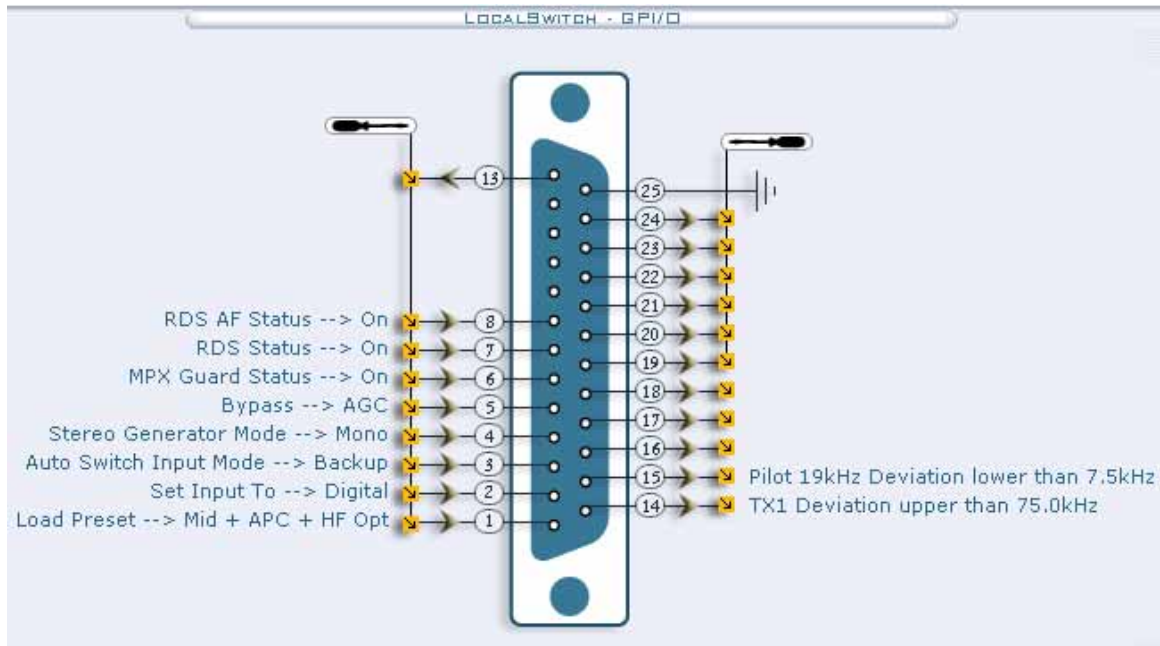 LOCALSWITCH - GPI/O
13
25
24
23
22
21
RDS AF Status --> On 8
20
RDS Status --> On 7
19
MPX Guard Status --> On 6
18
Bypass --> AGC 5
17
Stereo Generator Mode --> Mono 4
16
Auto Switch Input Mode --> Backup 3
15 Pilot 19kHz Deviation lower than 7.5kHz
Set Input To --> Digital 2
14 TX1 Deviation upper than 75.0kHz
Load Preset --> Mid + APC + HF Opt 1